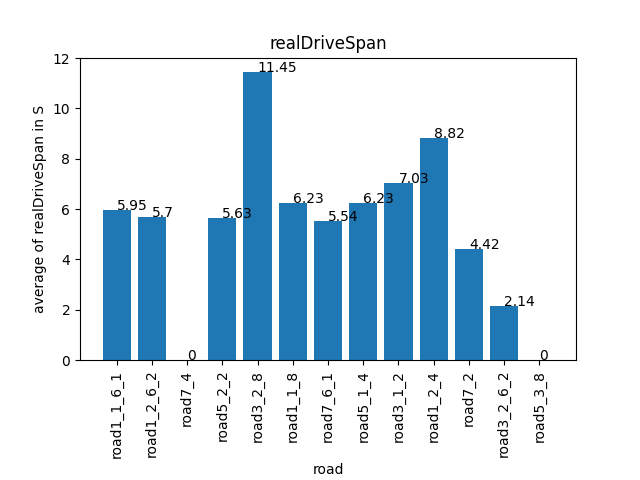 realDriveSpan
average of realDriveSpan in S
12
10
8
6
4
2
0
5.95
5.7
0
5.63
11.45
6.23
5.54
6.23
7.03
8.82
4.42
2.14
0
road1_1_6_1
road1_2_6_2
road7_4
road5_2_2
road3_2_8
road1_1_8
road7_6_1
road5_1_4
road3_1_2
road1_2_4
road7_2
road3_2_6_2
road5_3_8
road